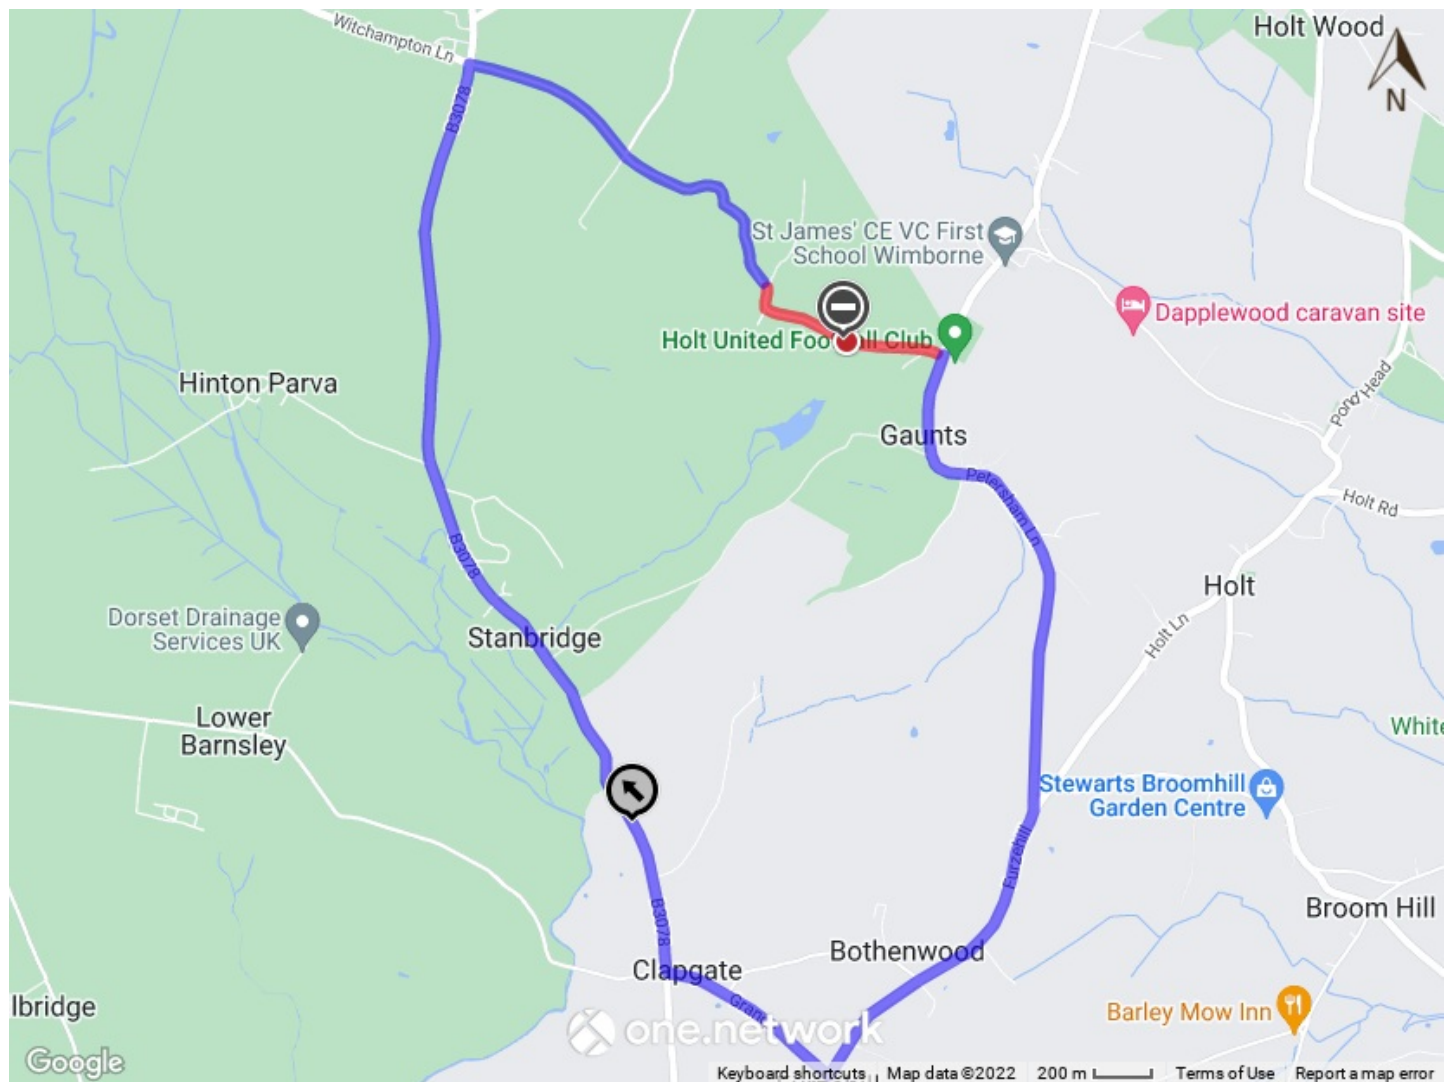 Witchampton Ln
Holt Wood
N
B3078
St James' CE VC First
School Wimborne
Dapplewood caravan site
Holt United Foo
ll Club
Hinton Parva
Pond Head
Gaunts
Petersham Ln
Holt Rd
B3078
Holt
Dorset Drainage
Services UK
Stanbridge
Holt Ln
Lower
Barnsley
White
Stewarts Broomhill
Garden Centre
Furzehill
B3078
Broom Hill
Bothenwood
Clapgate
lbridge
Barley Mow Inn
one.network
Google
Keyboard shortcuts
Map data ©2022
200 m
Terms of Use
Report a map error